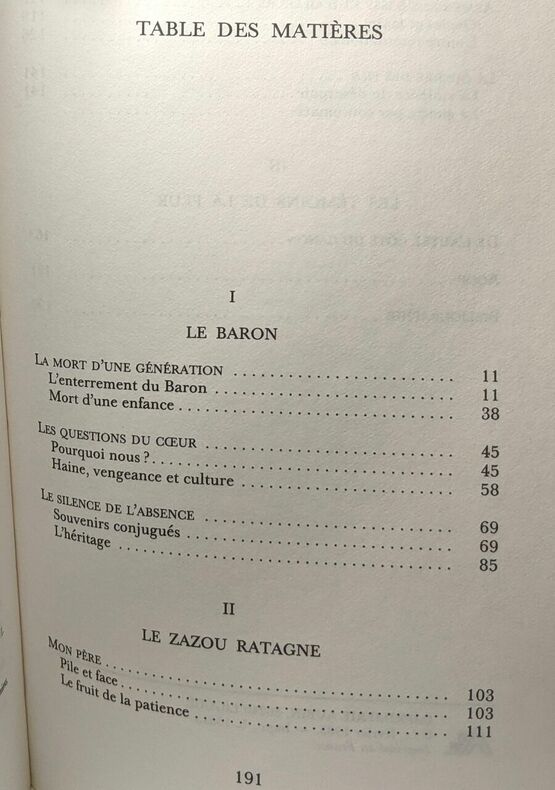 TABLE DES MATIÈRES
I
LE BARON
LA MORT D'UNE GÉNÉRATION ........................ 11
L'enterrement du Baron ........................ 11
Mort d'une enfance ........................ 38
LES QUESTIONS DU CŒUR ........................ 45
Pourquoi nous ? ........................ 45
Haine, vengeance et culture ........................ 58
LE SILENCE DE L'ABSENCE ........................ 69
Souvenirs conjugués ........................ 69
L'héritage ........................ 85
II
LE ZAZOU RATAGNE
MON PÈRE ........................ 103
Pile et face ........................ 103
Le fruit de la patience ........................ 111
191